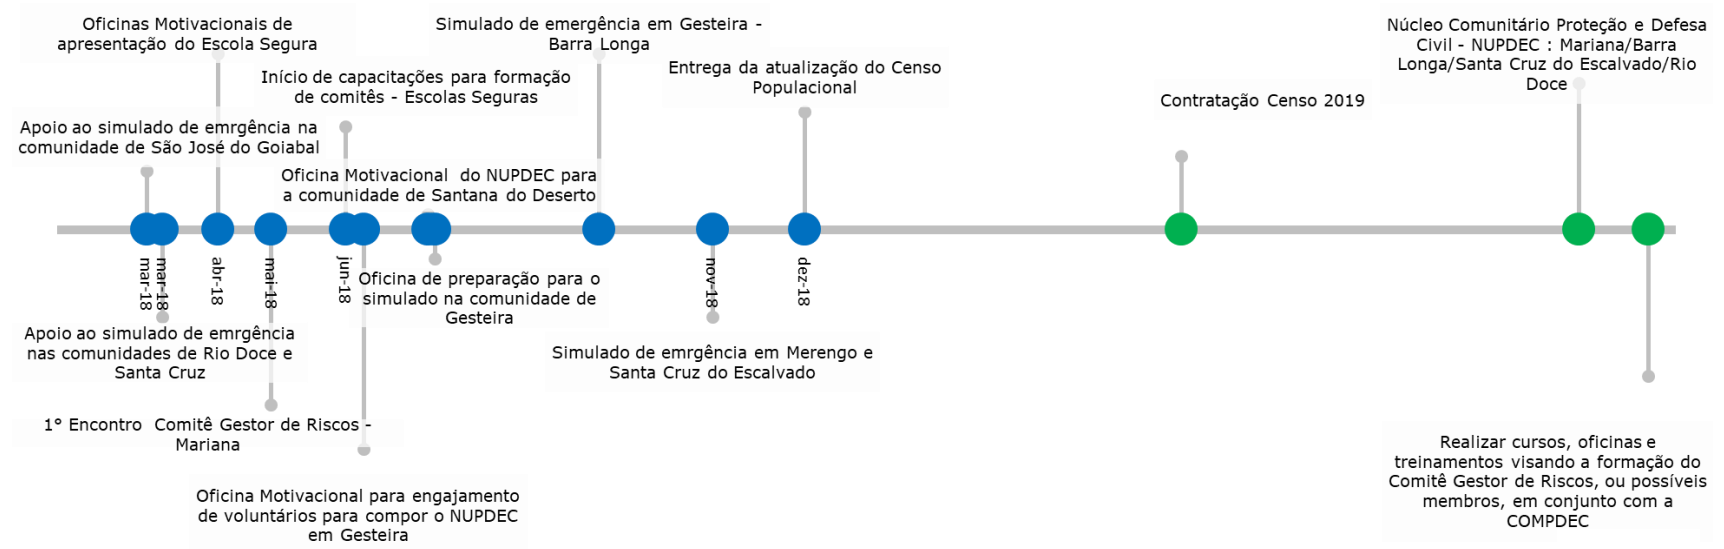 Oficinas Motivacionais de
apresentação do Escola Segura
Simulado de emergência em Gesteira -
Barra Longa
Núcleo Comunitário Proteção e Defesa
Civil - NUPDEC : Mariana/Barra
Longa/Santa Cruz do Escalvado/Rio
Doce
Início de capacitações para formação
de comitês - Escolas Seguras
Entrega da atualização do Censo
Populacional
Contratação Censo 2019
Apoio ao simulado de emrgência na
comunidade de São José do Goiabal
Oficina Motivacional do NUPDEC para
a comunidade de Santana do Deserto
mar-18
mar-18
abr-18
mai-18
jun-18
nov-18
dez-18
Oficina de preparação para o
simulado na comunidade de
Gesteira
Apoio ao simulado de emrgência
nas comunidades de Rio Doce e
Santa Cruz
Simulado de emrgência em Merengo e
Santa Cruz do Escalvado
1° Encontro Comitê Gestor de Riscos -
Mariana
Oficina Motivacional para engajamento
de voluntários para compor o NUPDEC
em Gesteira
Realizar cursos, oficinas e
treinamentos visando a formação do
Comitê Gestor de Riscos, ou possíveis
membros, em conjunto com a
COMPDEC